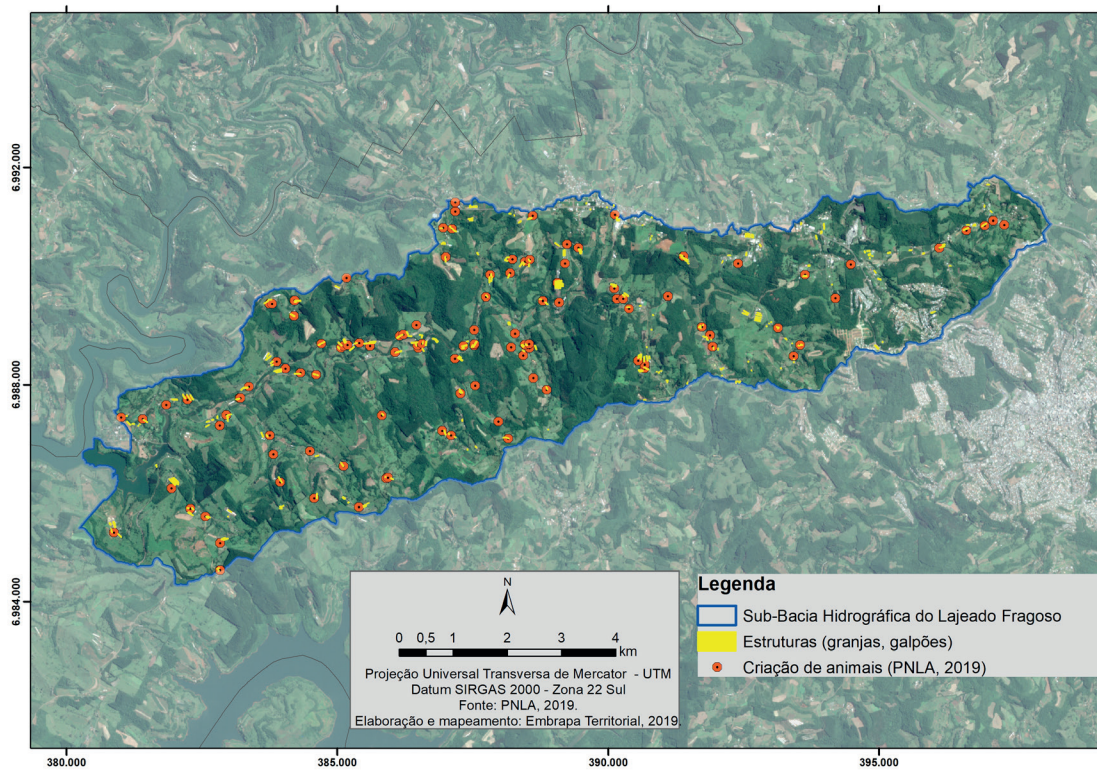 6.992.000
6.988.000
6.984.000
N
0 0,5 1 2 3 4
km
Projeção Universal Transversa de Mercator - UTM
Datum SIRGAS 2000 - Zona 22 Sul
Fonte: PNLA, 2019.
Elaboração e mapeamento: Embrapa Territorial, 2019.
Legenda
Sub-Bacia Hidrográfica do Lajeado Fragoso
Estruturas (granjas, galpões)
Criação de animais (PNLA, 2019)
380.000 385.000 390.000 395.000